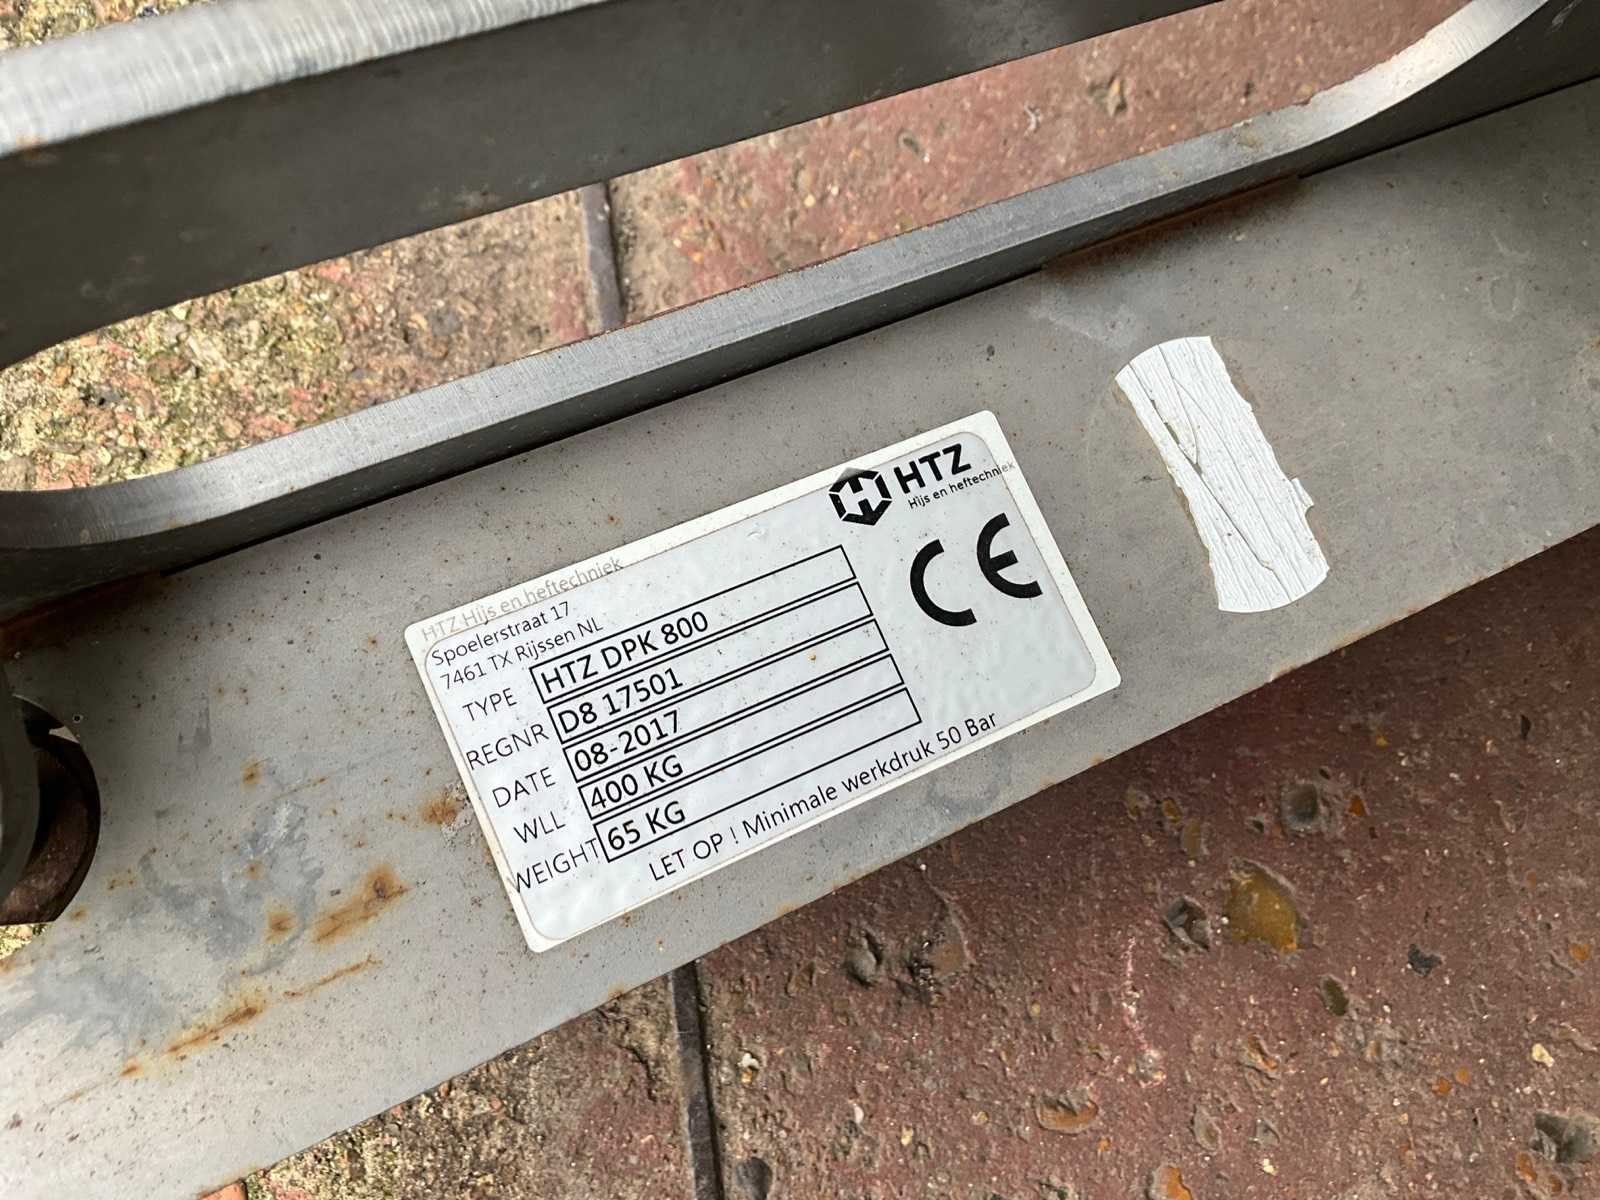 HTZ
Hijs en heftechniek
CE
HTZ Hijs en heftechniek
Spoelerstraat 17
7461 TX Rijssen NL
TYPE HTZ DPK 800
REGNR D8 17501
DATE 08-2017
WLL 400 KG
WEIGHT 65 KG
LET OP ! Minimale werkdruk 50 Bar